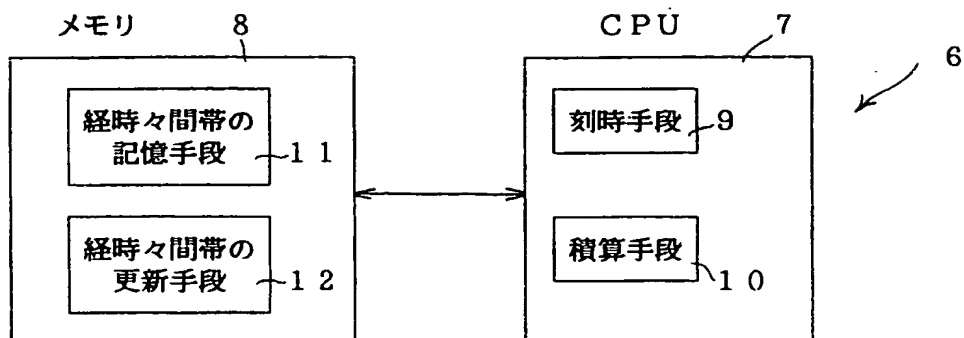 メモリ
8
経時々間帯の
記憶手段
11
経時々間帯の
更新手段
12
CPU
7
6
刻時手段
9
積算手段
10